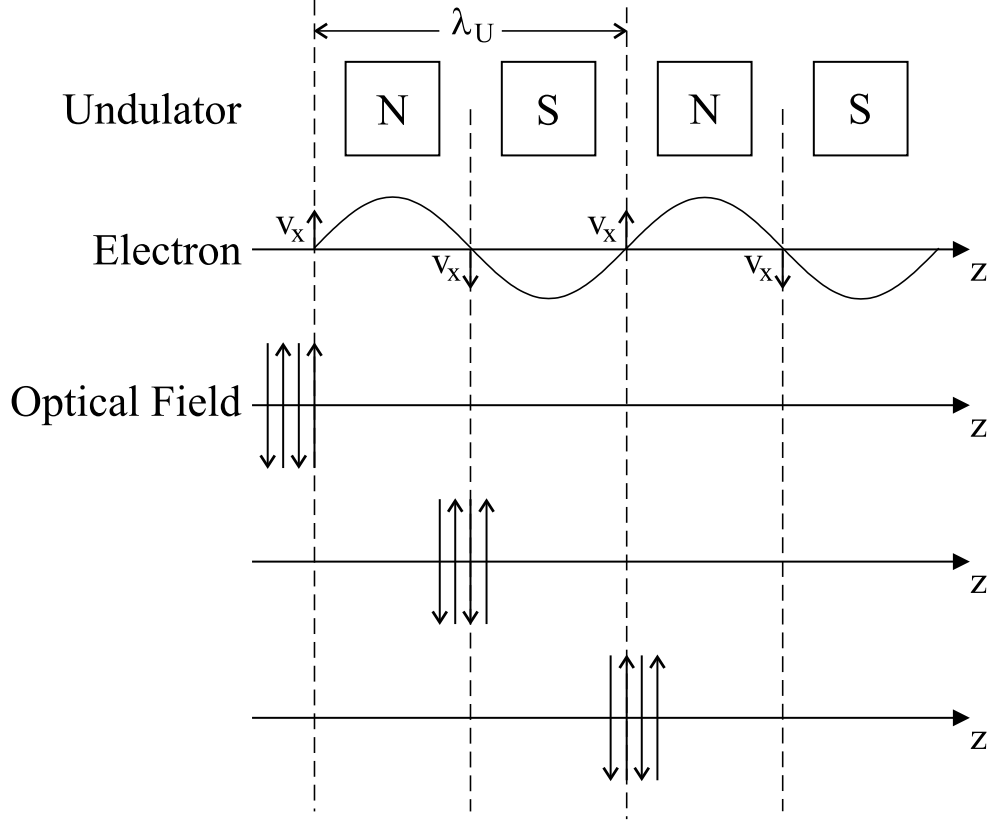 λU
Undulator N S N S
vx vx
Electron
vx vx
z
Optical Field
z
z
z